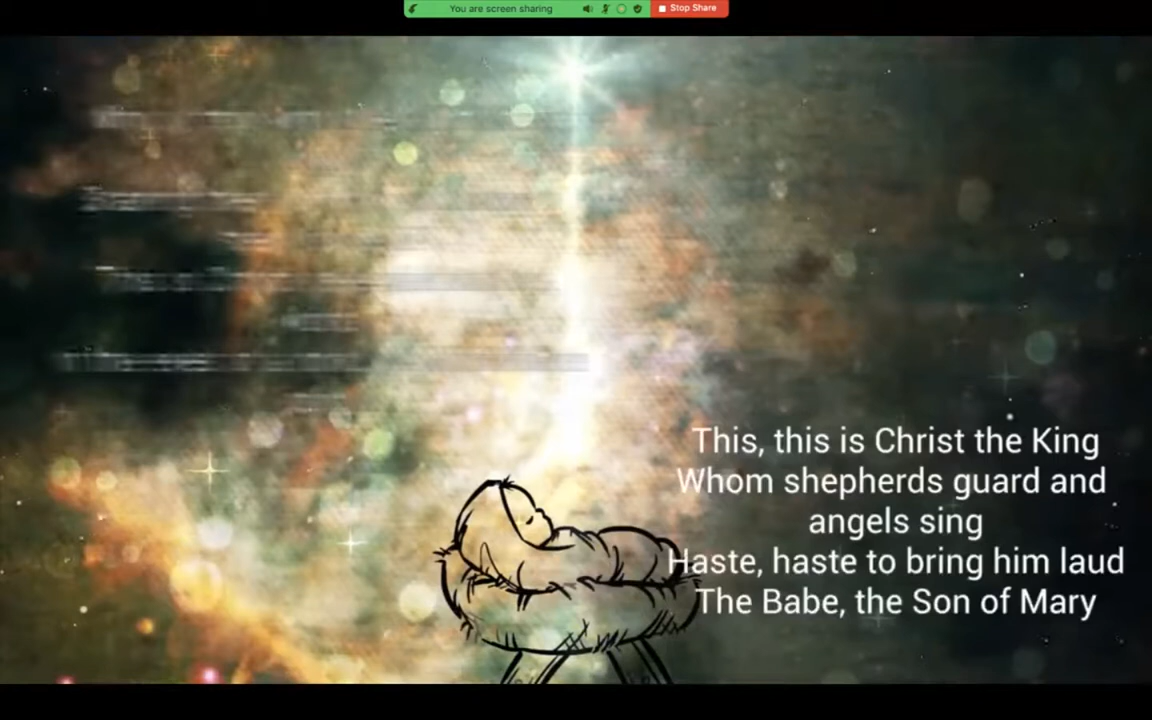 You are screen sharing
Stop Share
This, this is Christ the King
Whom shepherds guard and
angels sing
Haste, haste to bring him laud
The Babe, the Son of Mary